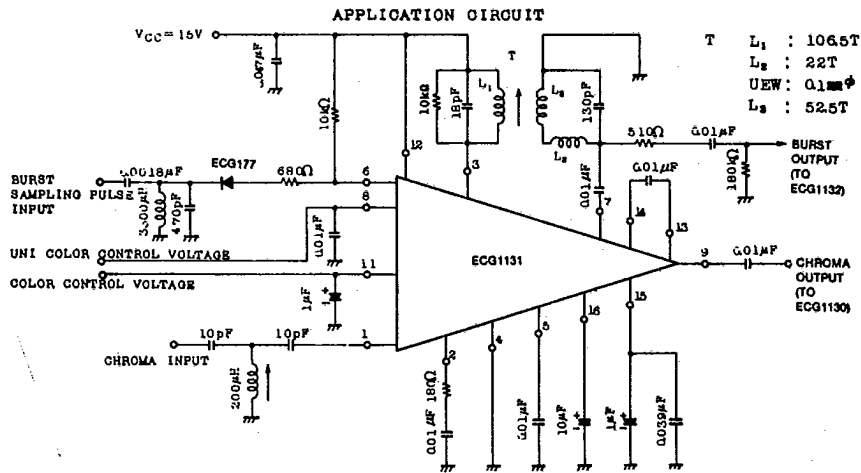 APPLICATION CIRCUIT
VCC=15V
.047µF
10kΩ
10kΩ
18pF
L₁
T
L₂
L₃
130pF
T L₁ : 106.5T
L₂ : 22T
UEW: 0.1mmφ
L₃ : 52.5T
510Ω
0.01µF
BURST
OUTPUT
(TO
ECG1132)
180kΩ
12
3
0.01µF
7
0.01µF
14
13
BURST
SAMPLING PULSE
INPUT
0.0018µF
ECG177
680Ω
6
3300µH
470pF
8
0.01µF
UNI COLOR CONTROL VOLTAGE
11
COLOR CONTROL VOLTAGE
1µF
+
ECG1131
9
0.01µF
CHROMA
OUTPUT
(TO
ECG1130)
10pF
10pF
1
CHROMA INPUT
200µH
2
180Ω
0.01µF
4
5
0.01µF
16
10µF
+
15
1µF
+
0.039µF